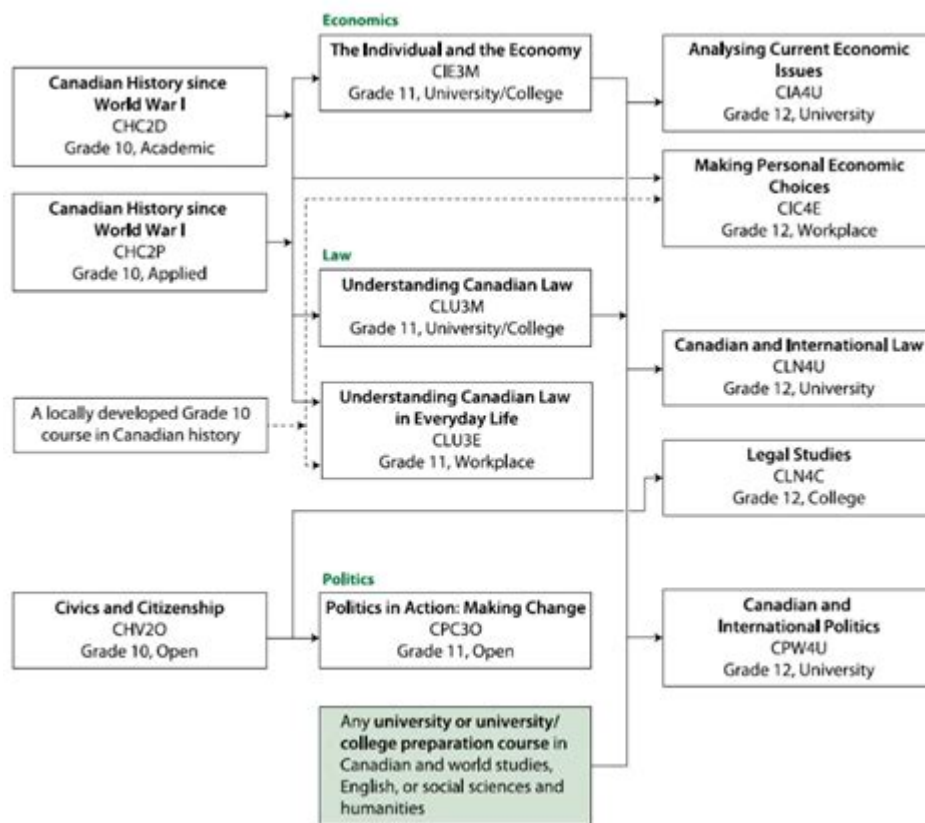 Economics
The Individual and the Economy
CIE3M
Grade 11, University/College
Analysing Current Economic
Issues
CIA4U
Grade 12, University
Canadian History since
World War I
CHC2D
Grade 10, Academic
Making Personal Economic
Choices
CIC4E
Grade 12, Workplace
Canadian History since
World War I
CHC2P
Grade 10, Applied
Law
Understanding Canadian Law
CLU3M
Grade 11, University/College
Canadian and International Law
CLN4U
Grade 12, University
A locally developed Grade 10
course in Canadian history
Understanding Canadian Law
in Everyday Life
CLU3E
Grade 11, Workplace
Legal Studies
CLN4C
Grade 12, College
Politics
Civics and Citizenship
CHV2O
Grade 10, Open
Politics in Action: Making Change
CPC3O
Grade 11, Open
Canadian and
International Politics
CPW4U
Grade 12, University
Any university or university/
college preparation course in
Canadian and world studies,
English, or social sciences and
humanities